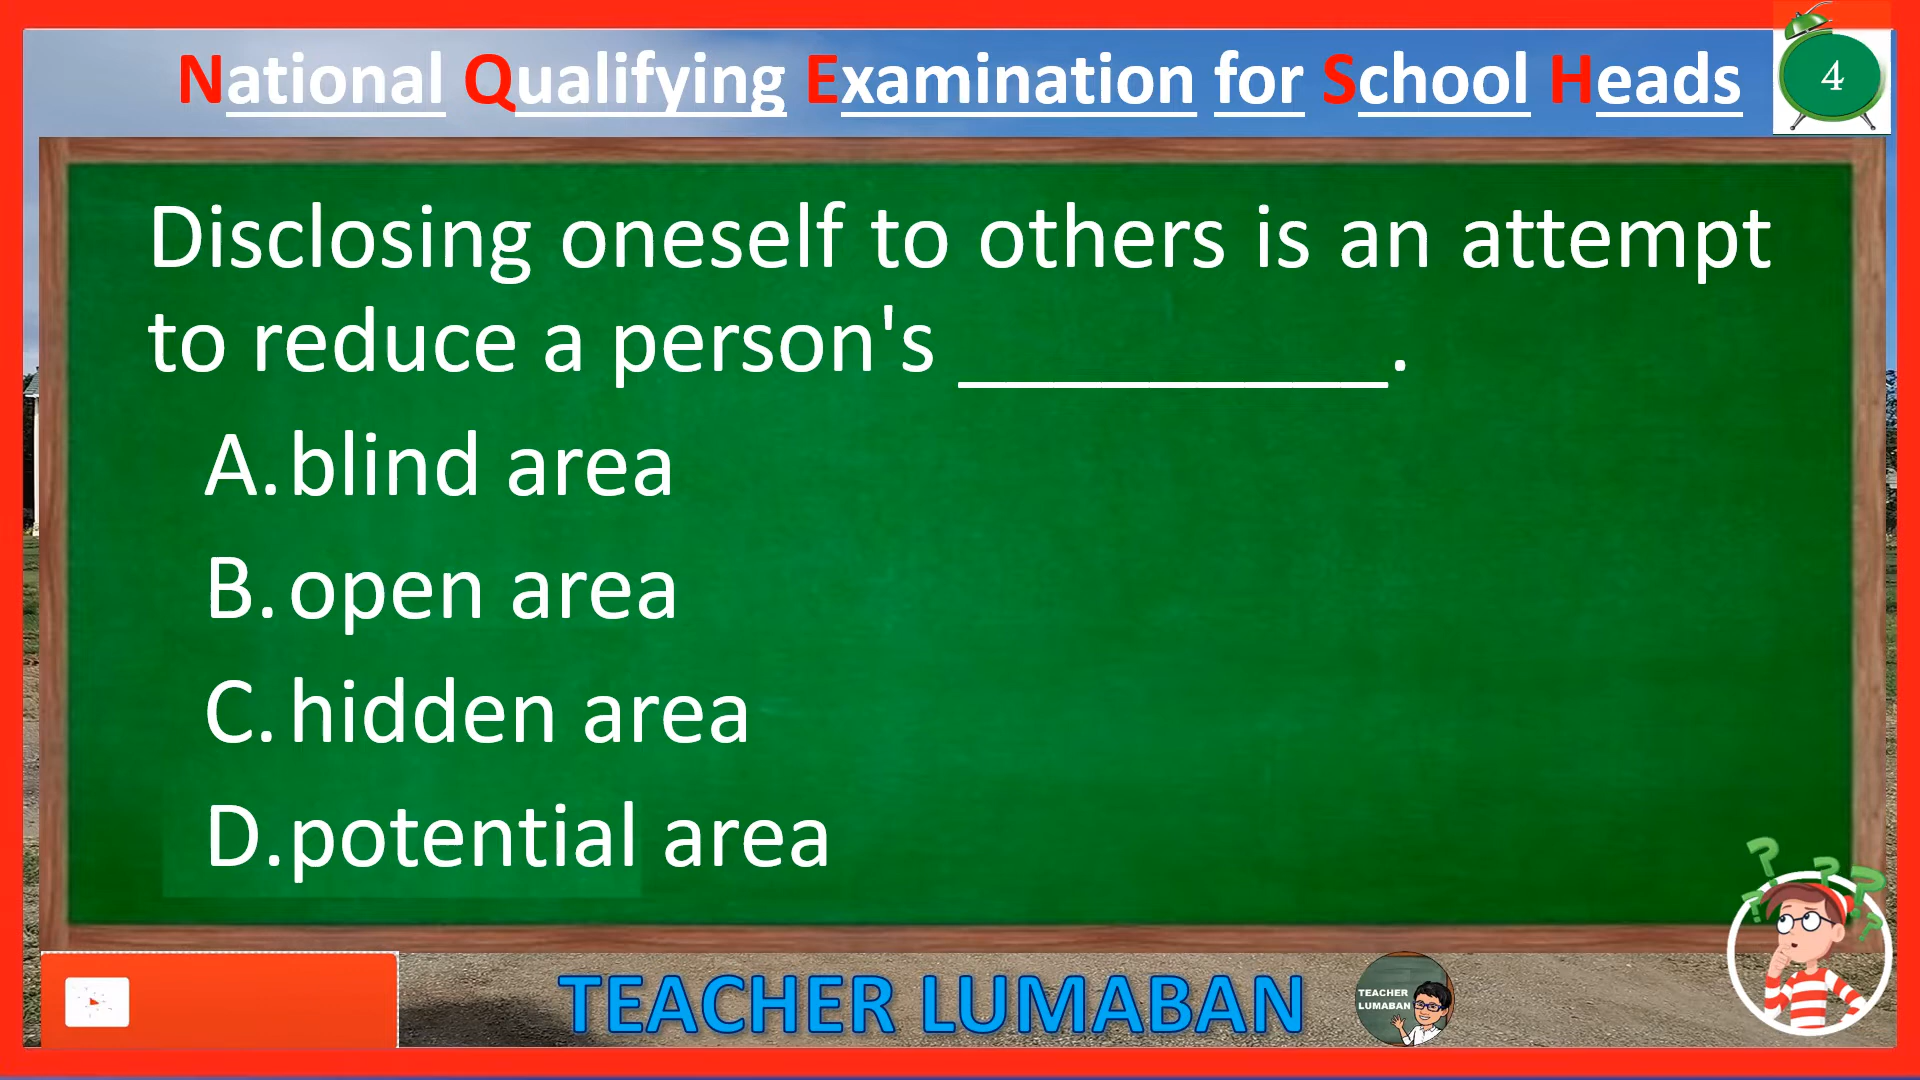 National Qualifying Examination for School Heads
4
Disclosing oneself to others is an attempt
to reduce a person's __________.
A. blind area
B. open area
C. hidden area
D. potential area
TEACHER LUMABAN
TEACHER
LUMABAN